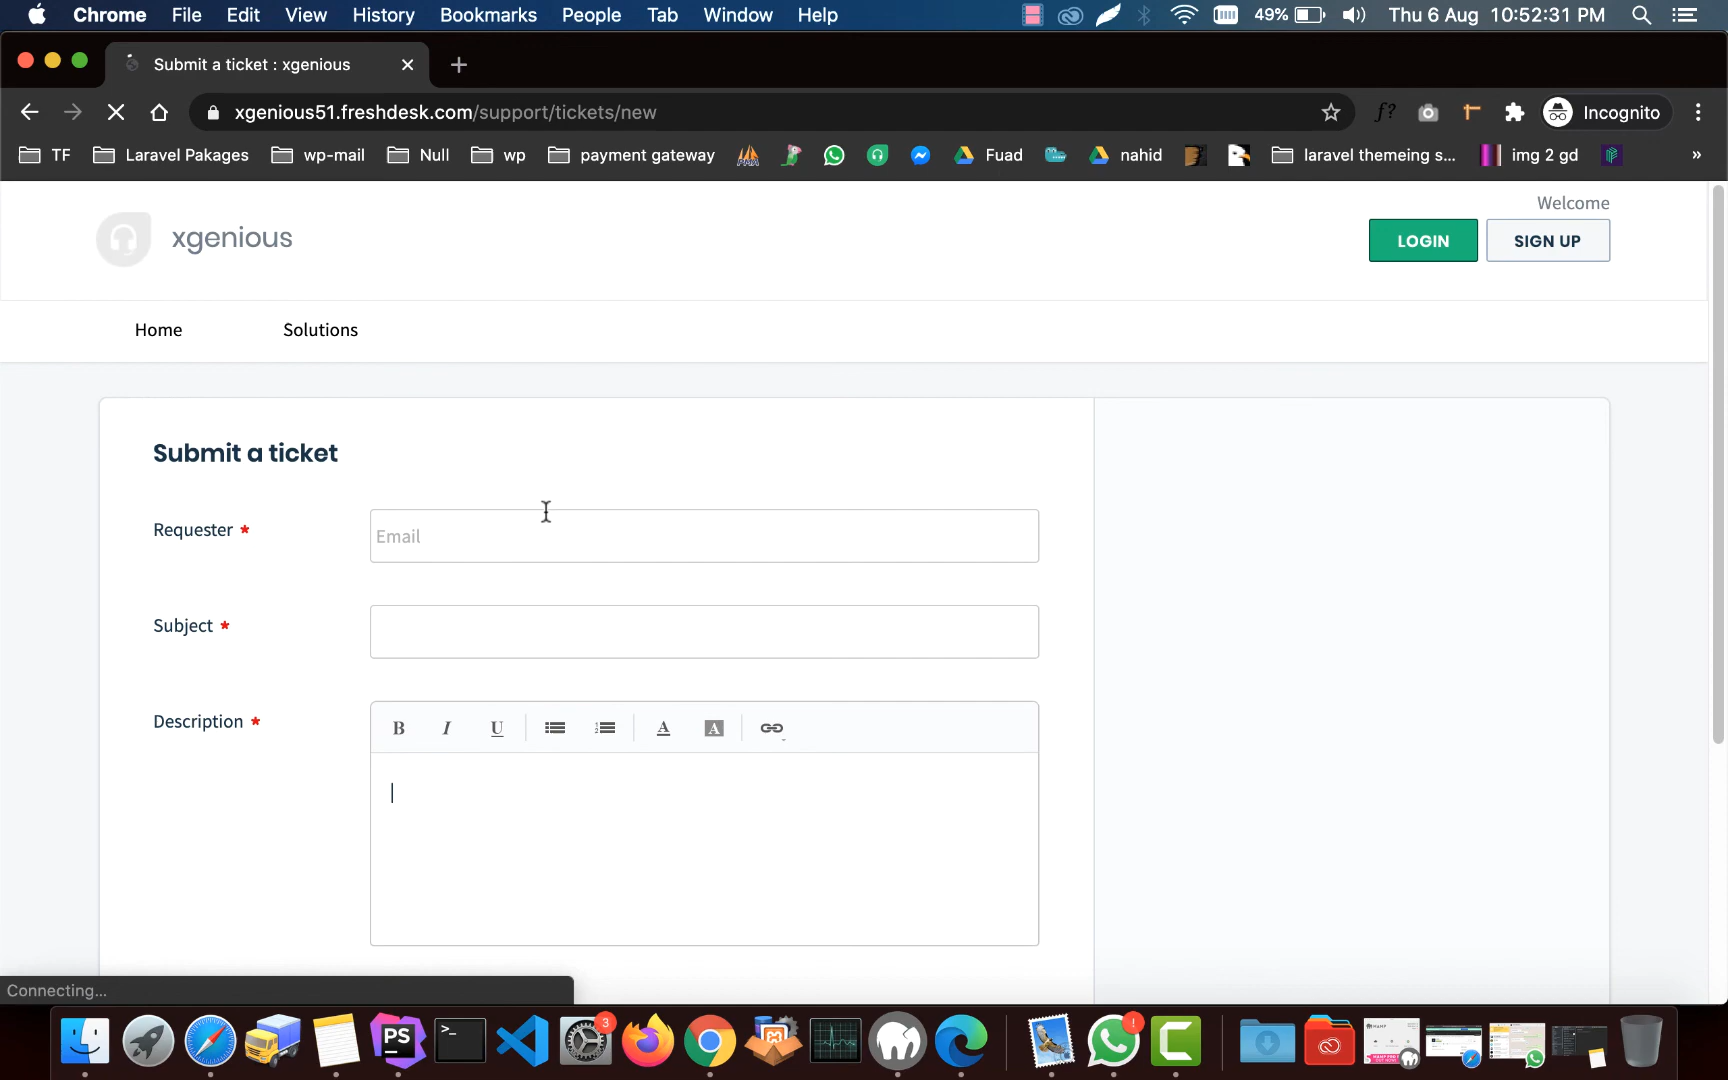 Chrome File Edit View History Bookmarks People Tab Window Help 49% Thu 6 Aug 10:52:31 PM
Submit a ticket : xgenious
xgenious51.freshdesk.com/support/tickets/new f? Incognito
TF Laravel Pakages wp-mail Null wp payment gateway Fuad nahid laravel themeing s... img 2 gd »
Welcome
xgenious LOGIN SIGN UP
Home Solutions
Submit a ticket
Requester * Email
Subject *
Description * B I U A A
Connecting...
PS >_ 3 !